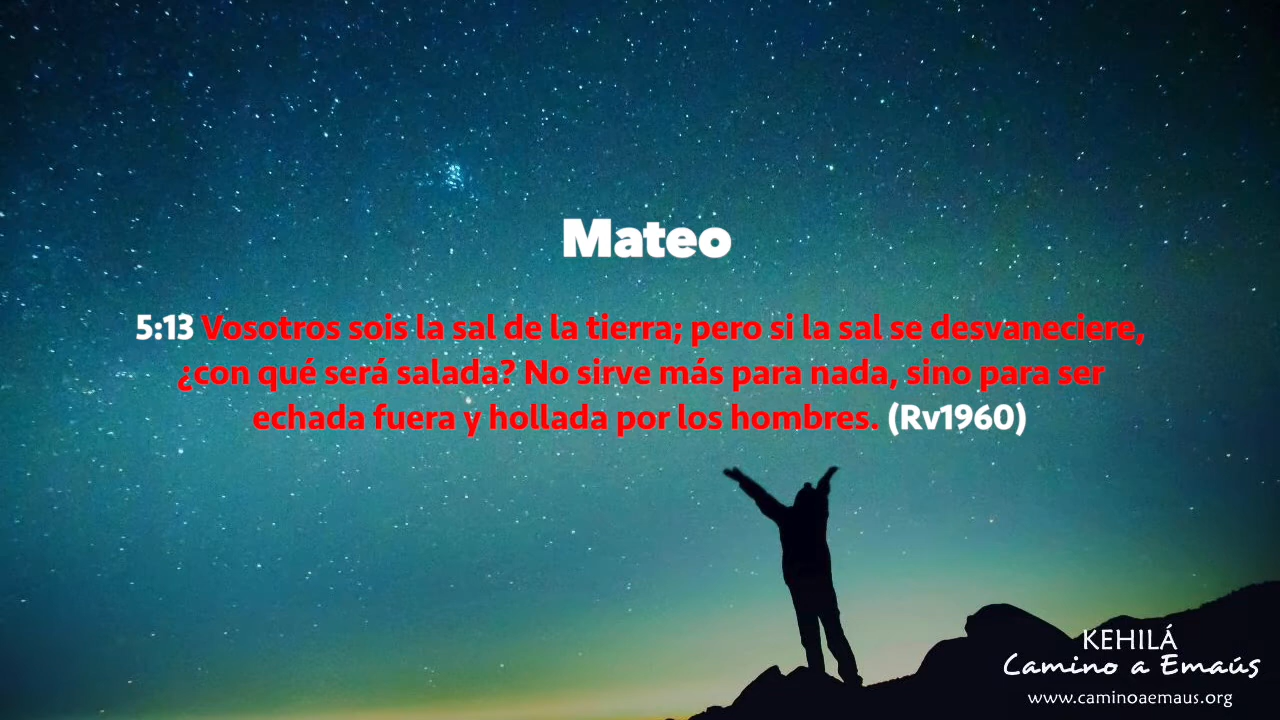 Mateo
5:13 Vosotros sois la sal de la tierra; pero si la sal se desvaneciere,
¿con qué será salada? No sirve más para nada, sino para ser
echada fuera y hollada por los hombres. (Rv1960)
KEHILÁ
Camino a Emaús
www.caminoaemaus.org